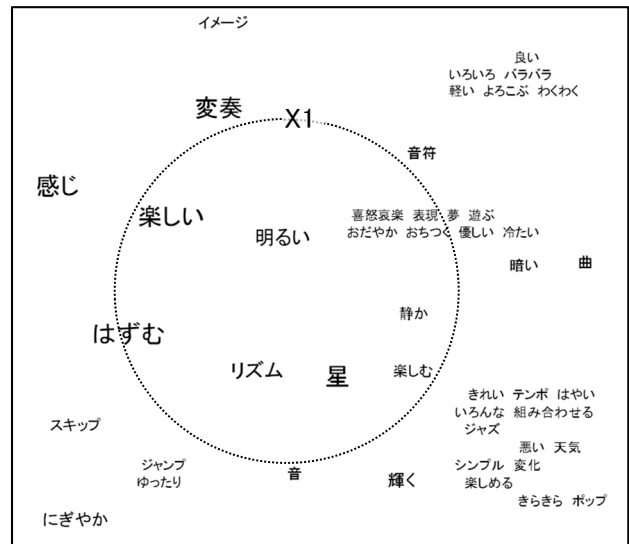 イメージ
良い
いろいろ バラバラ
軽い よろこぶ わくわく
変奏
X1
音符
感じ
楽しい
明るい
喜怒哀楽 表現 夢 遊ぶ
おだやか おちつく 優しい 冷たい
暗い
曲
静か
はずむ
リズム
星
楽しむ
きれい テンポ はやい
いろんな 組み合わせる
ジャズ
スキップ
悪い 天気
ジャンプ
ゆったり
音
輝く
シンプル 変化
楽しめる
きらきら ポップ
にぎやか